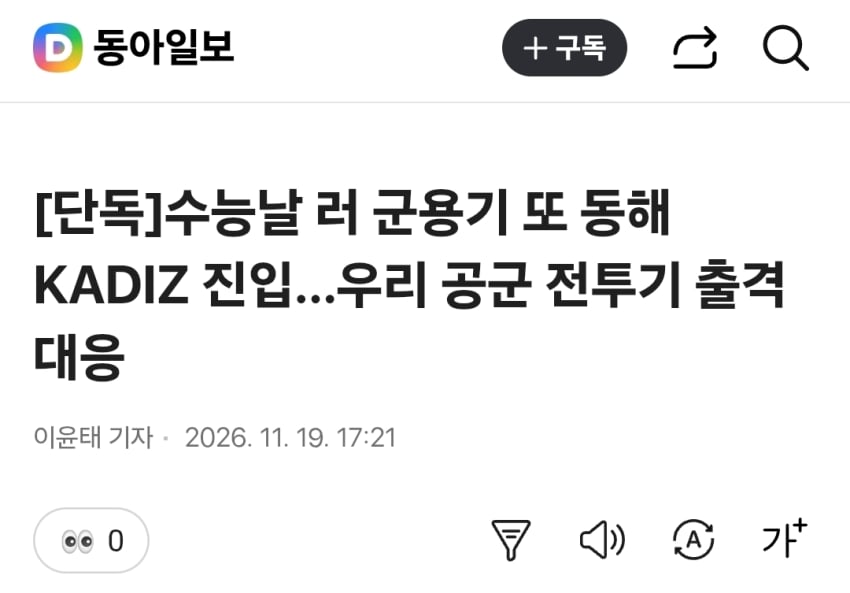 동아일보
+ 구독
[단독]수능날 러 군용기 또 동해
KADIZ 진입…우리 공군 전투기 출격
대응
이윤태 기자 · 2026. 11. 19. 17:21
👀 0
A
가+